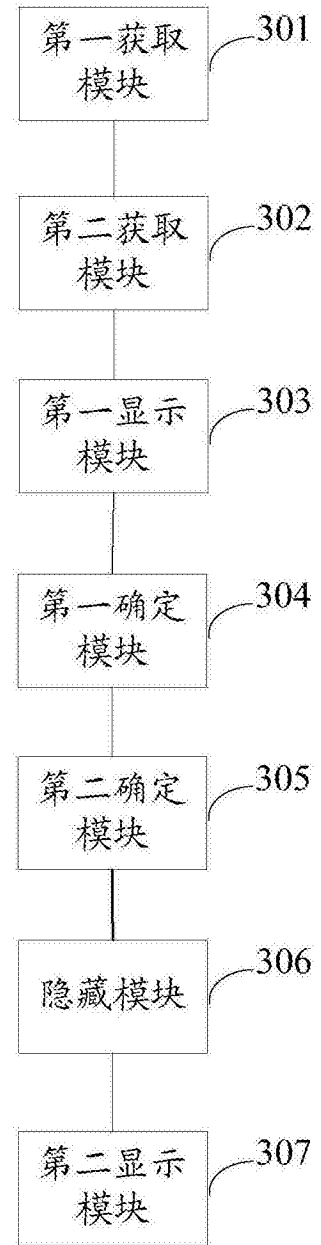 第一获取
模块
301
第二获取
模块
302
第一显示
模块
303
第一确定
模块
304
第二确定
模块
305
隐藏模块
306
第二显示
模块
307